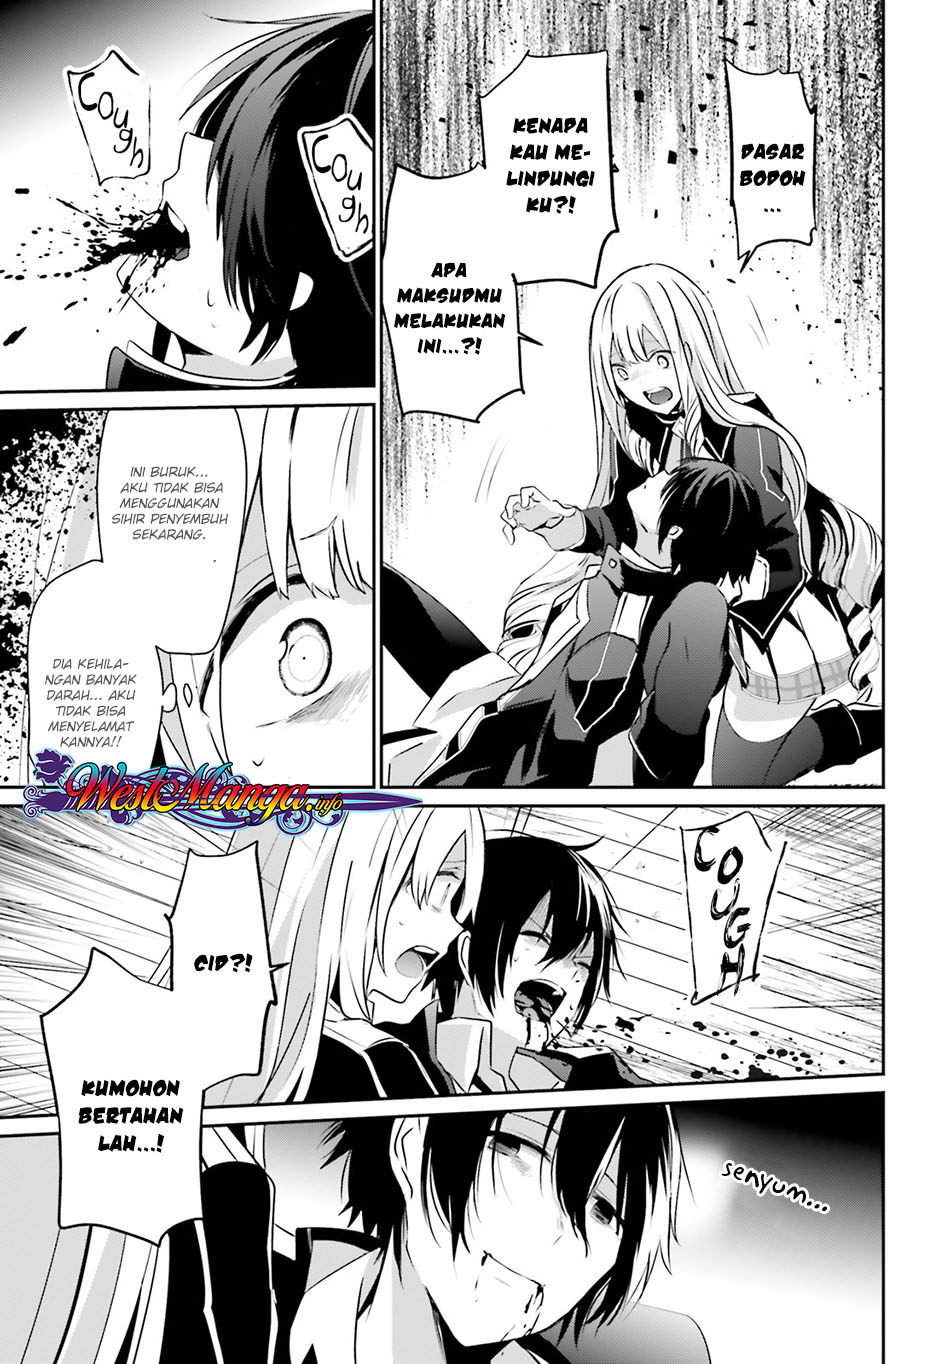 DASAR
BODOH
...
KENAPA
KAU ME-
LINDUNGI
KU?!
APA
MAKSUDMU
MELAKUKAN
INI...?!
Cough
Cough
INI BURUK...
AKU TIDAK BISA
MENGGUNAKAN
SIHIR PENYEMBUH
SEKARANG.
DIA KEHILA-
NGAN BANYAK
DARAH... AKU
TIDAK BISA
MENYELAMAT
KANNYA!!
WestManga.info
COUGH
CID?!
KUMOHON
BERTAHAN
LAH...!
senyum...